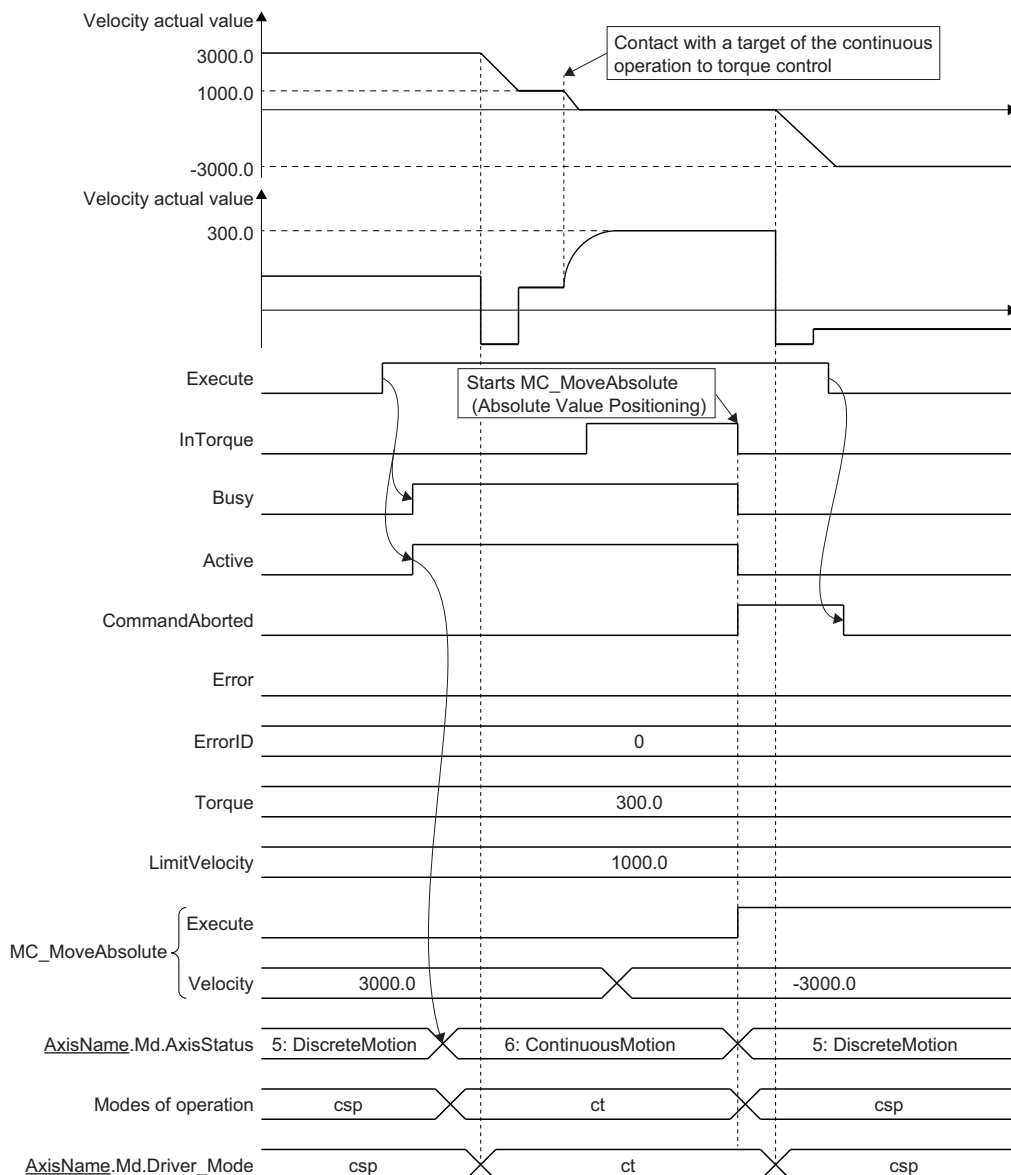 Velocity actual value
3000.0
Contact with a target of the continuous
operation to torque control
1000.0
-3000.0
Velocity actual value
300.0
Execute
Starts MC_MoveAbsolute
(Absolute Value Positioning)
InTorque
Busy
Active
CommandAborted
Error
ErrorID
0
Torque
300.0
LimitVelocity
1000.0
MC_MoveAbsolute
Execute
Velocity
3000.0
-3000.0
AxisName.Md.AxisStatus
5: DiscreteMotion
6: ContinuousMotion
5: DiscreteMotion
Modes of operation
csp
ct
csp
AxisName.Md.Driver_Mode
csp
ct
csp